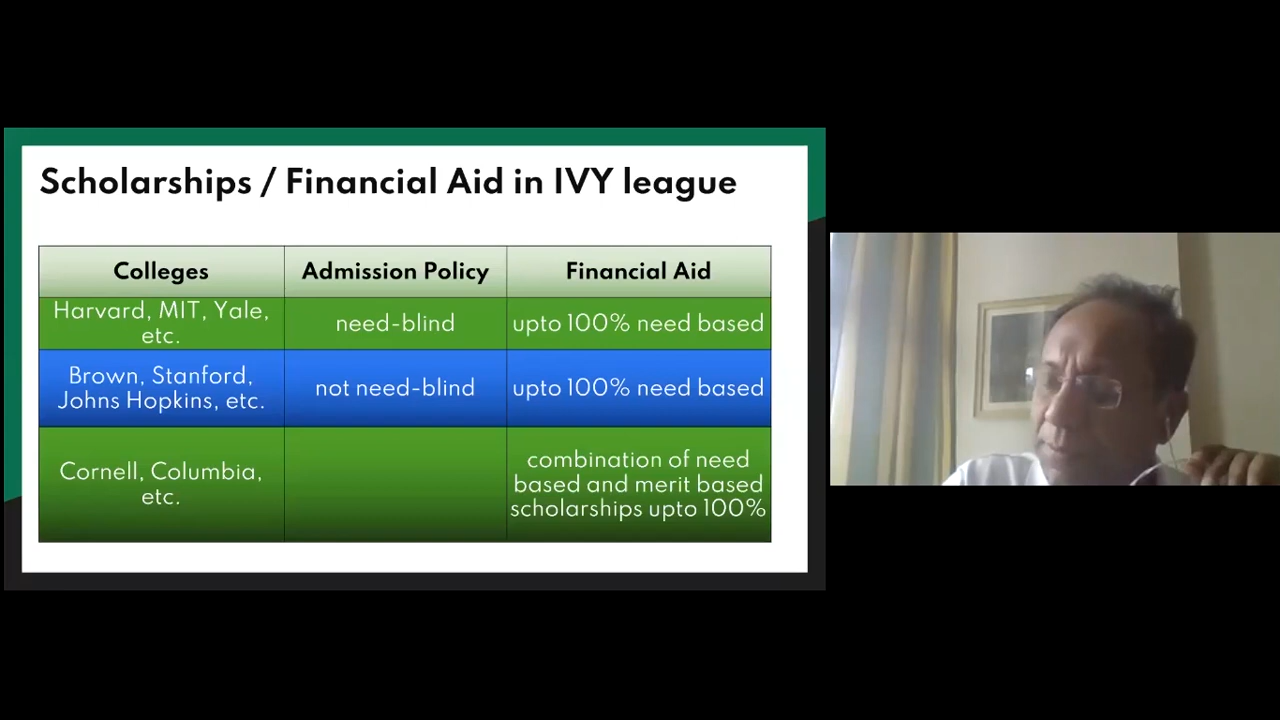 Scholarships / Financial Aid in IVY league
Colleges
Admission Policy
Financial Aid
Harvard, MIT, Yale,
etc.
need-blind
upto 100% need based
Brown, Stanford,
Johns Hopkins, etc.
not need-blind
upto 100% need based
Cornell, Columbia,
etc.
combination of need
based and merit based
scholarships upto 100%